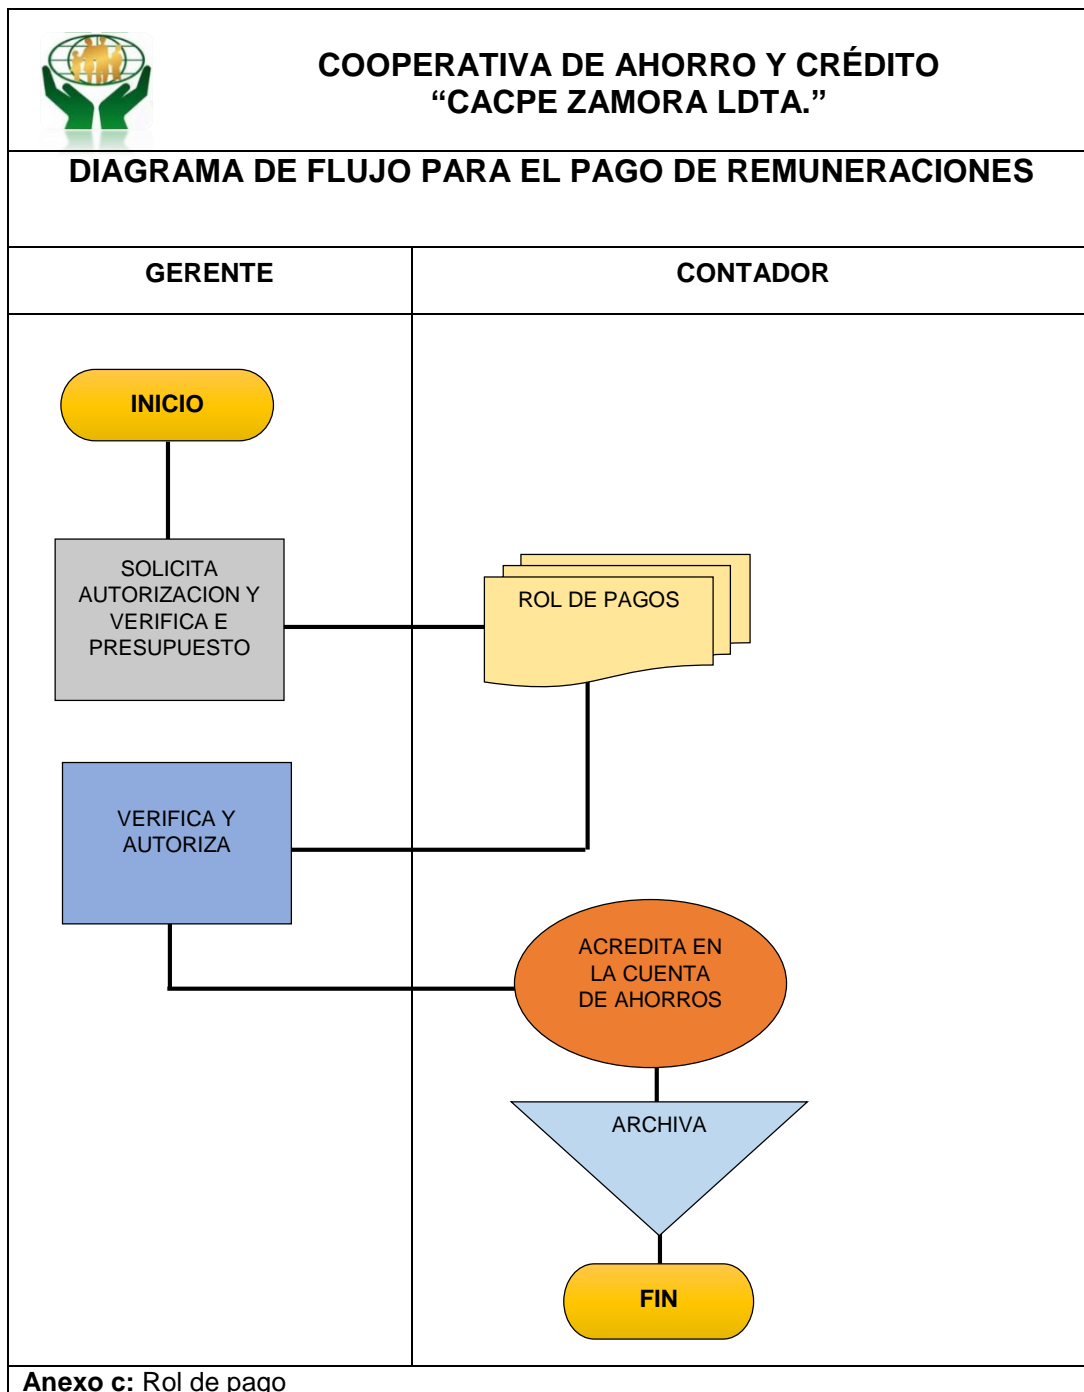 COOPERATIVA DE AHORRO Y CRÉDITO
“CACPE ZAMORA LDTA.”
DIAGRAMA DE FLUJO PARA EL PAGO DE REMUNERACIONES
GERENTE
CONTADOR
INICIO
SOLICITA
AUTORIZACION Y
VERIFICA E
PRESUPUESTO
ROL DE PAGOS
VERIFICA Y
AUTORIZA
ACREDITA EN
LA CUENTA
DE AHORROS
ARCHIVA
FIN
Anexo c: Rol de pago